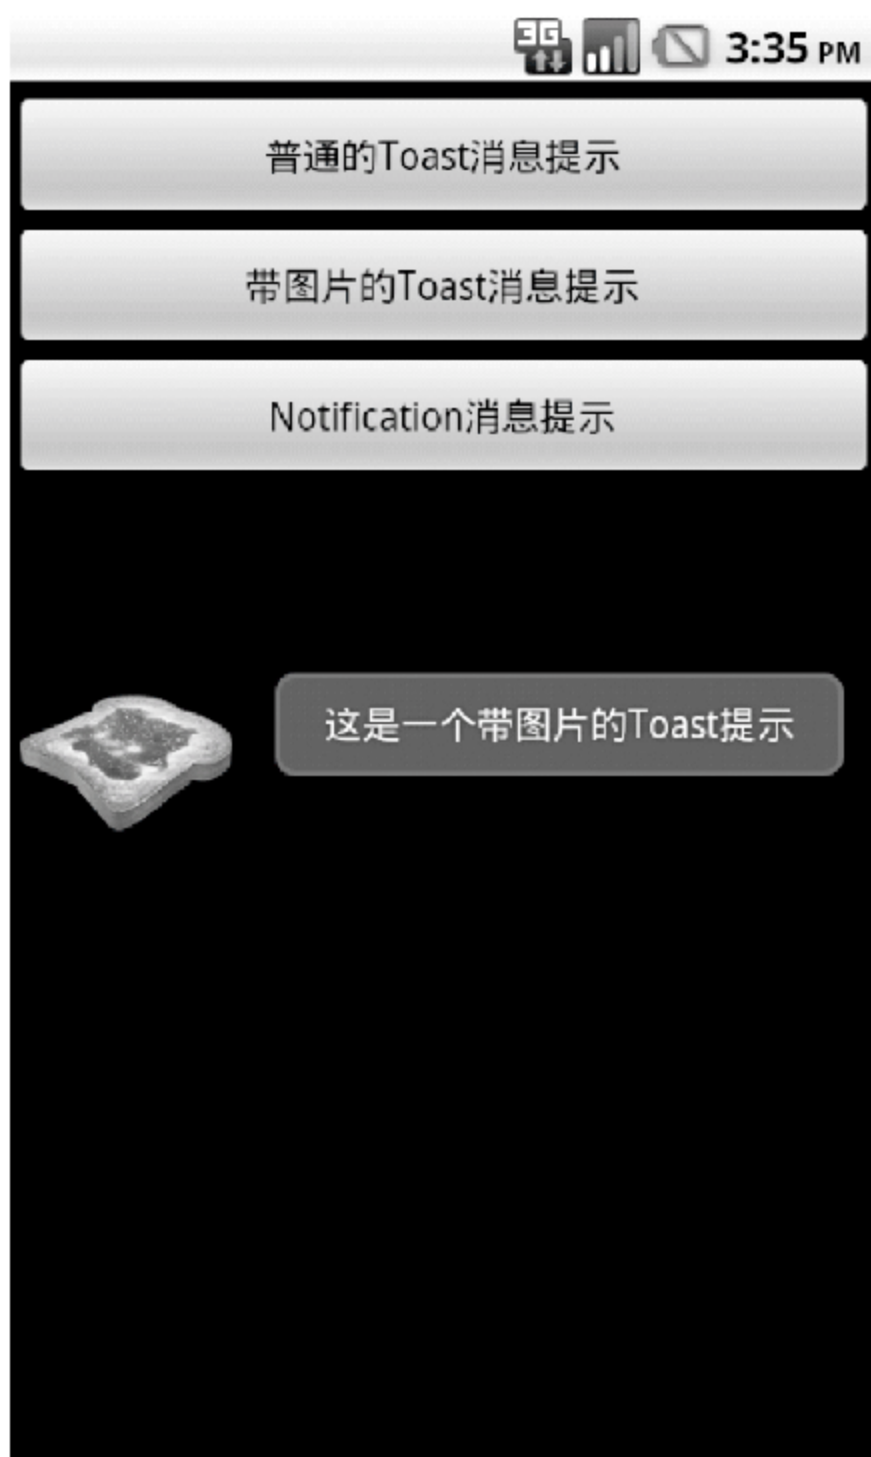 3G 3:35 PM
普通的Toast消息提示
带图片的Toast消息提示
Notification消息提示
这是一个带图片的Toast提示